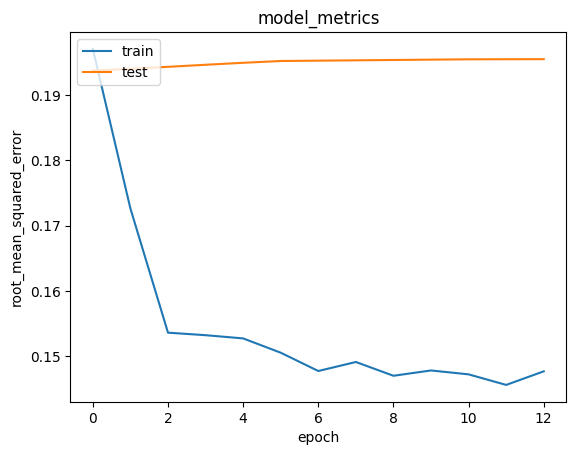 model_metrics
train
test
root_mean_squared_error
0.19
0.18
0.17
0.16
0.15
0 2 4 6 8 10 12
epoch